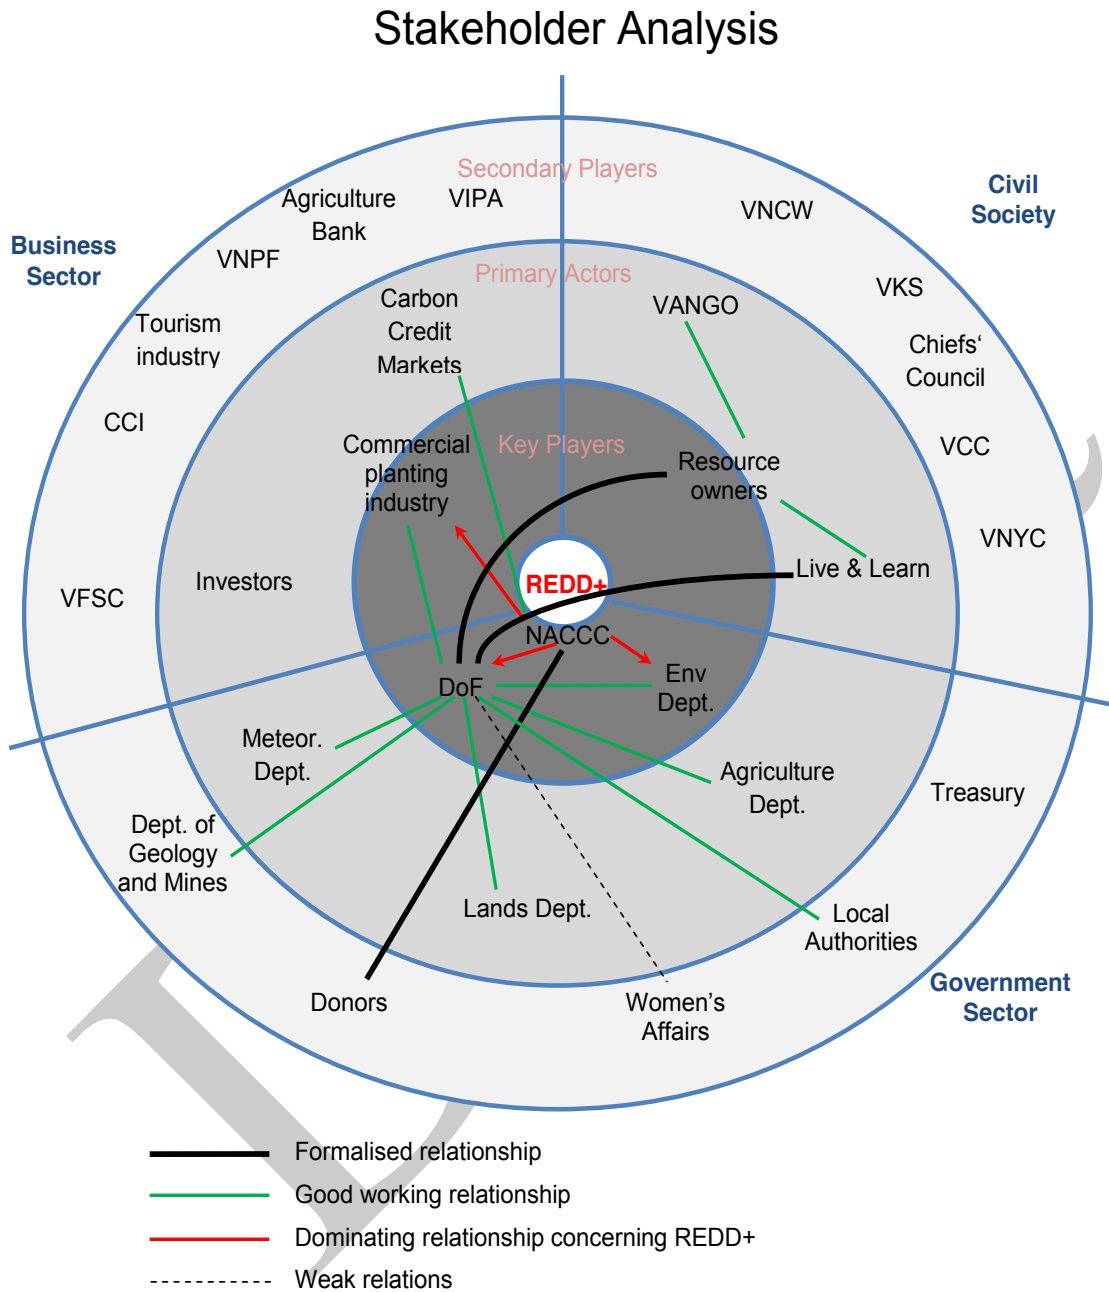 Stakeholder Analysis
Secondary Players
Civil
Society
Business
Sector
Agriculture
Bank
VIPA
VNCW
VNPF
Primary Actors
Carbon
Credit
Markets
VANGO
VKS
Tourism
industry
Chiefs‘
Council
CCI
Commercial
planting
industry
Key Players
Resource
owners
VCC
VNYC
VFSC
Investors
REDD+
Live & Learn
NACCC
DoF
Env
Dept.
Meteor.
Dept.
Agriculture
Dept.
Treasury
Dept. of
Geology
and Mines
Lands Dept.
Local
Authorities
Donors
Women’s
Affairs
Government
Sector
Formalised relationship
Good working relationship
Dominating relationship concerning REDD+
Weak relations